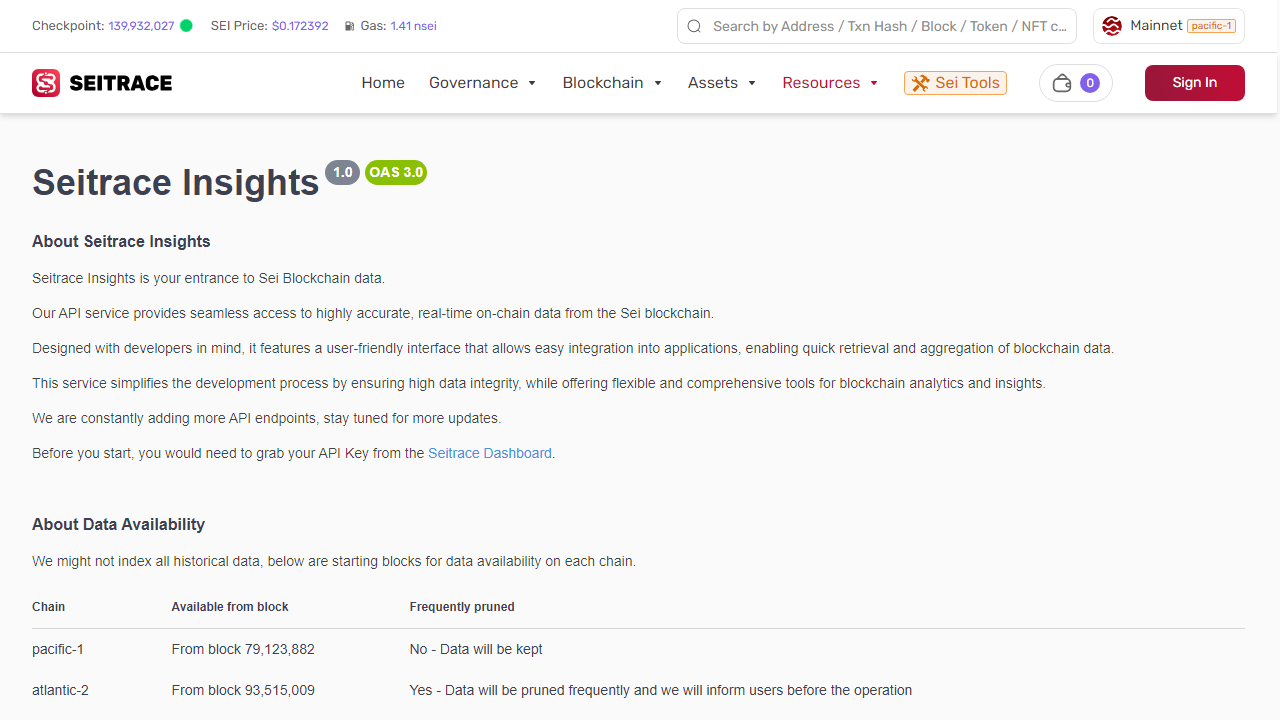 Checkpoint: 139,932,027 SEI Price: $0.172392 Gas: 1.41 nsei Search by Address / Txn Hash / Block / Token / NFT c... Mainnet pacific-1
SEITRACE Home Governance Blockchain Assets Resources Sei Tools 0 Sign In
Seitrace Insights 1.0 OAS 3.0
About Seitrace Insights
Seitrace Insights is your entrance to Sei Blockchain data.
Our API service provides seamless access to highly accurate, real-time on-chain data from the Sei blockchain.
Designed with developers in mind, it features a user-friendly interface that allows easy integration into applications, enabling quick retrieval and aggregation of blockchain data.
This service simplifies the development process by ensuring high data integrity, while offering flexible and comprehensive tools for blockchain analytics and insights.
We are constantly adding more API endpoints, stay tuned for more updates.
Before you start, you would need to grab your API Key from the Seitrace Dashboard.
About Data Availability
We might not index all historical data, below are starting blocks for data availability on each chain.
Chain Available from block Frequently pruned
pacific-1 From block 79,123,882 No - Data will be kept
atlantic-2 From block 93,515,009 Yes - Data will be pruned frequently and we will inform users before the operation